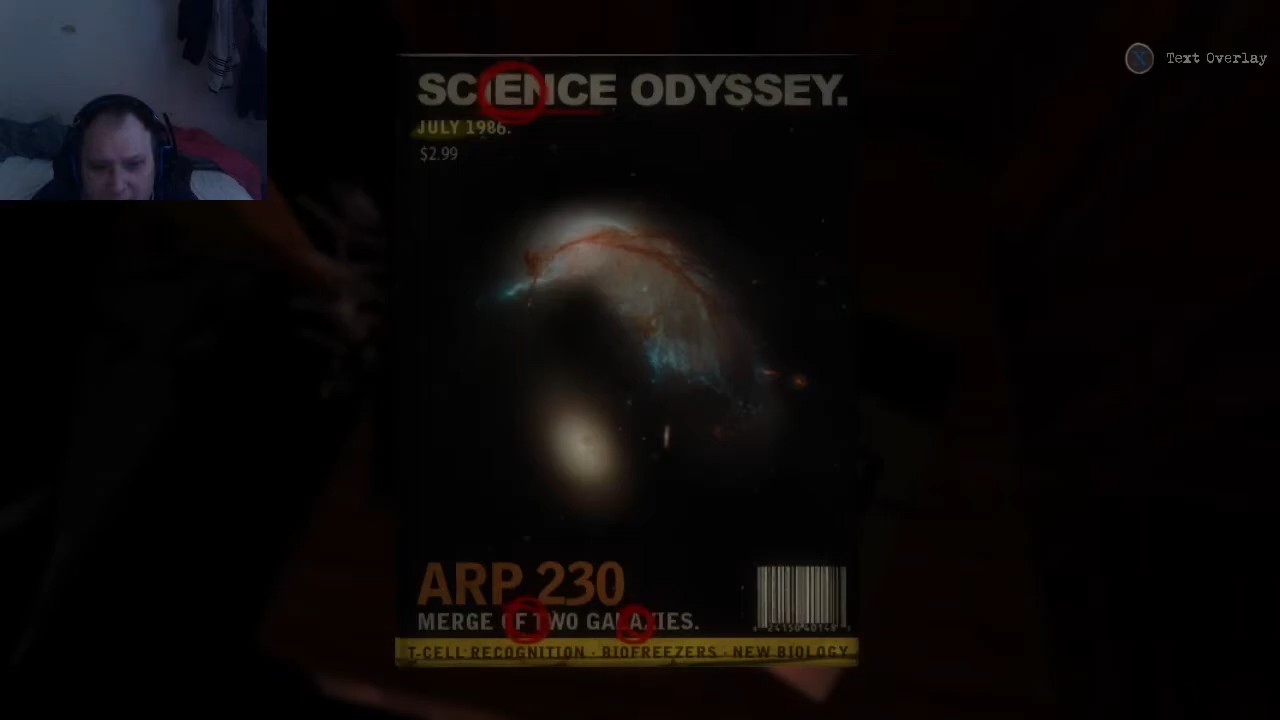 Text Overlay
SCIENCE ODYSSEY.
JULY 1986.
$2.99
ARP 230
MERGE OF TWO GALAXIES.
T-CELL RECOGNITION · BIOFREEZERS · NEW BIOLOGY